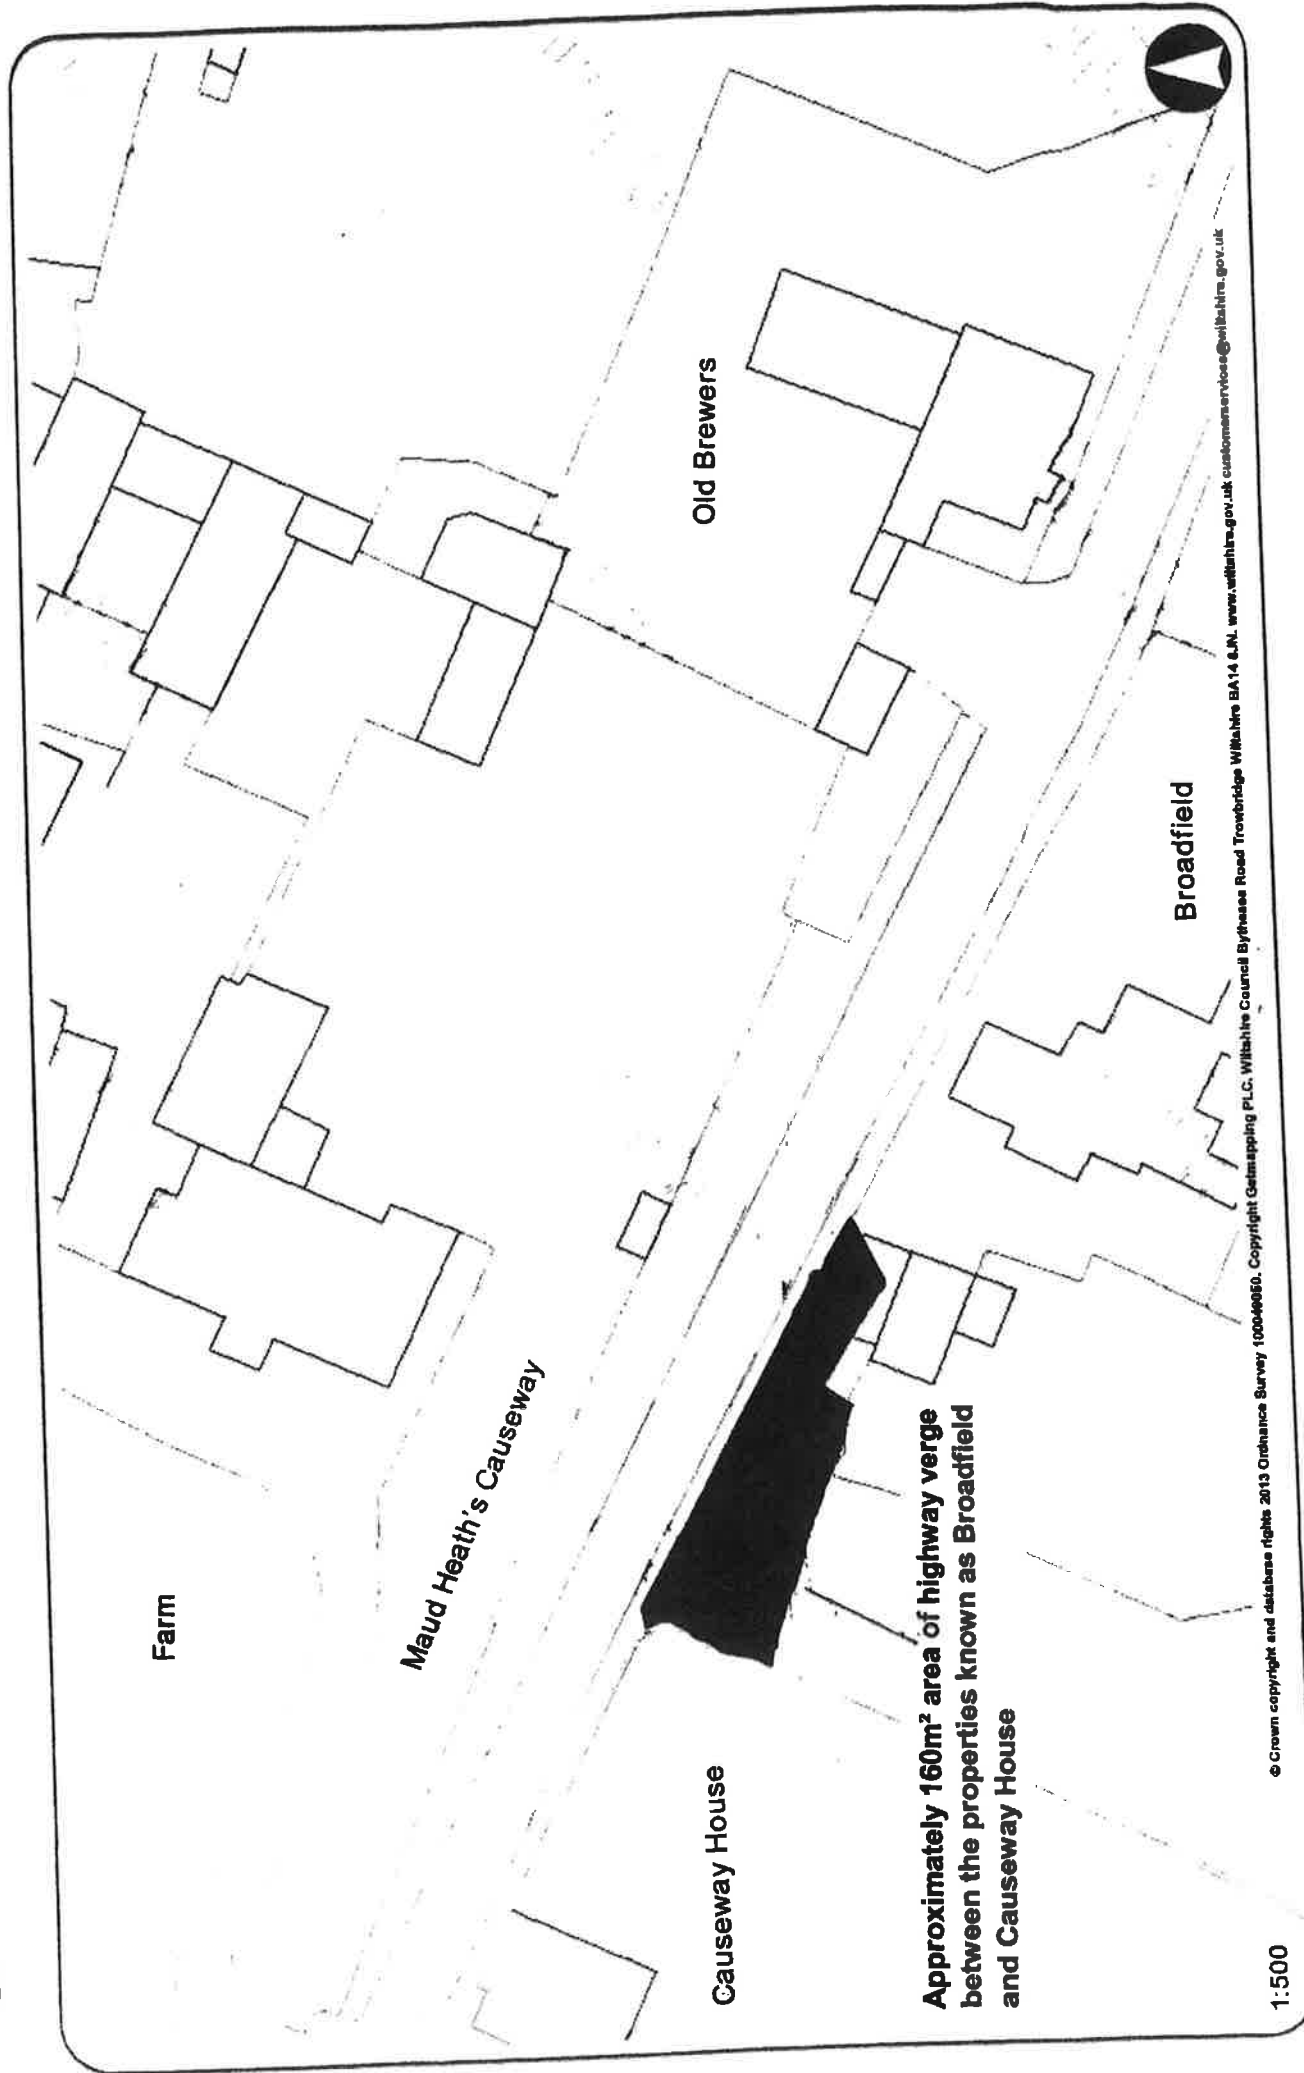 Farm
Maud Heath's Causeway
Old Brewers
Causeway House
Approximately 160m² area of highway verge
between the properties known as Broadfield
and Causeway House
Broadfield
© Crown copyright and database rights 2013 Ordnance Survey 100049050. Copyright Getmapping PLC. Wiltshire Council Bythesea Road Trowbridge Wiltshire BA14 8JN. www.wiltshire.gov.uk customerservices@wiltshire.gov.uk
1:500